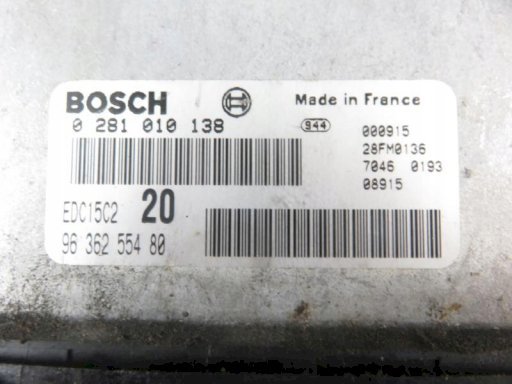 BOSCH Made in France
0 281 010 138 944 000915
28FM0136
7046 0193
08915
EDC15C2 20
96 362 554 80